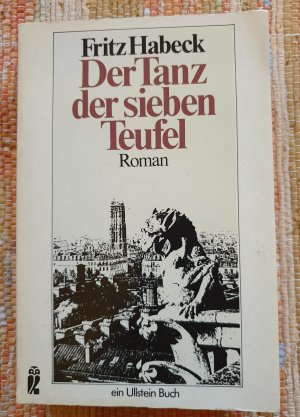 Fritz Habeck
Der Tanz
der sieben
Teufel
Roman
ein Ullstein Buch